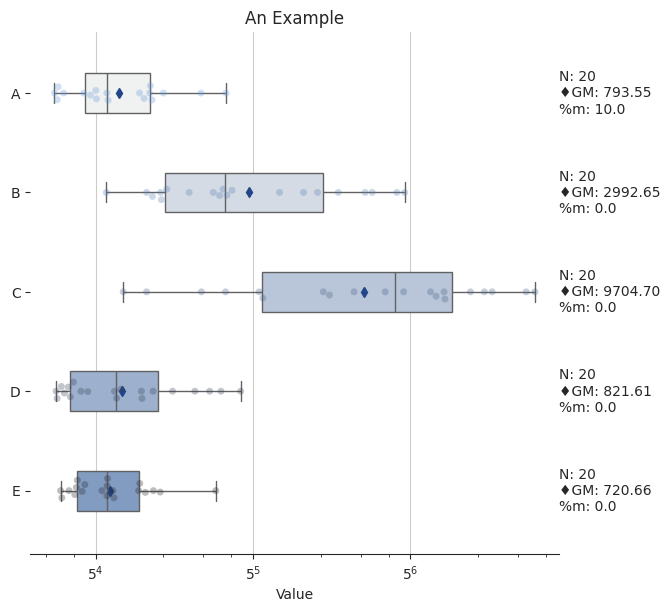 An Example
A
N: 20
♦GM: 793.55
%m: 10.0
B
N: 20
♦GM: 2992.65
%m: 0.0
C
N: 20
♦GM: 9704.70
%m: 0.0
D
N: 20
♦GM: 821.61
%m: 0.0
E
N: 20
♦GM: 720.66
%m: 0.0
5⁴ 5⁵ 5⁶
Value